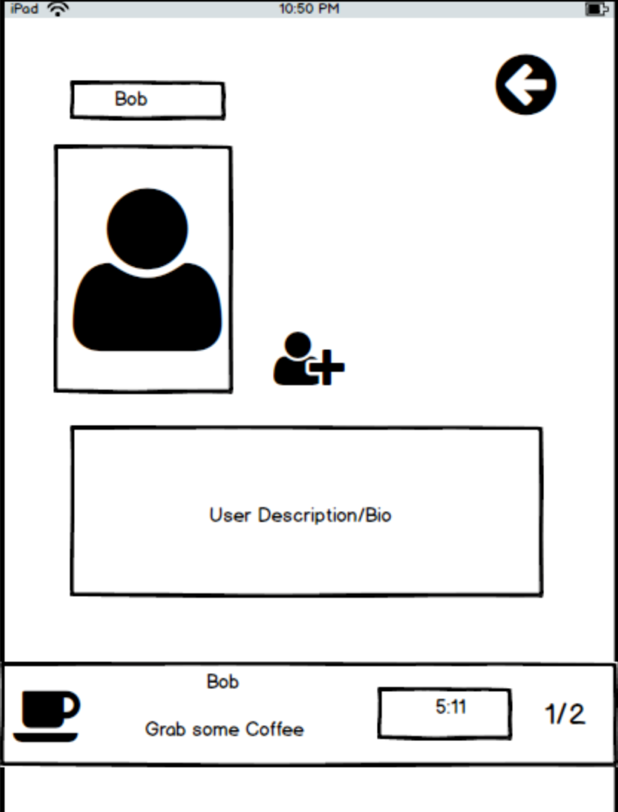 iPad 10:50 PM
Bob
User Description/Bio
Bob
Grab some Coffee
5:11
1/2